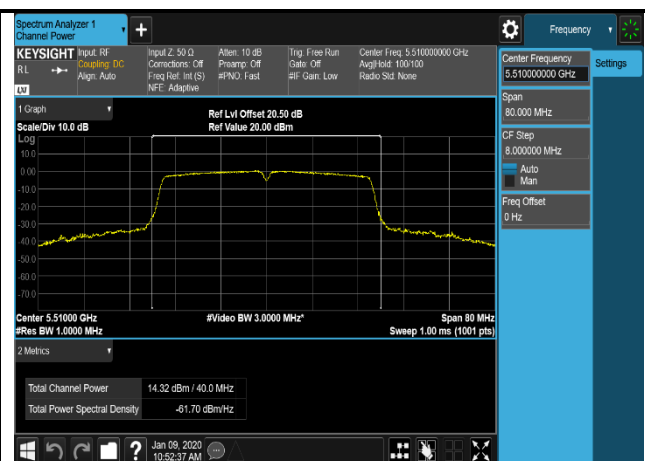 Spectrum Analyzer 1
Channel Power
Frequency
KEYSIGHT
RL
LXI
Input: RF
Coupling: DC
Align: Auto
Input Z: 50 Ω
Corrections: Off
Freq Ref: Int (S)
NFE: Adaptive
Atten: 10 dB
Preamp: Off
#PNO: Fast
Trig: Free Run
Gate: Off
#IF Gain: Low
Center Freq: 5.510000000 GHz
Avg|Hold: 100/100
Radio Std: None
Center Frequency
5.510000000 GHz
Settings
Span
80.000 MHz
CF Step
8.000000 MHz
Auto
Man
Freq Offset
0 Hz
1 Graph
Scale/Div 10.0 dB
Ref Lvl Offset 20.50 dB
Ref Value 20.00 dBm
Log
10.0
0.00
-10.0
-20.0
-30.0
-40.0
-50.0
-60.0
-70.0
Center 5.51000 GHz
#Video BW 3.0000 MHz*
Span 80 MHz
#Res BW 1.0000 MHz
Sweep 1.00 ms (1001 pts)
2 Metrics
Total Channel Power 14.32 dBm / 40.0 MHz
Total Power Spectral Density -61.70 dBm/Hz
?
Jan 09, 2020
10:52:37 AM